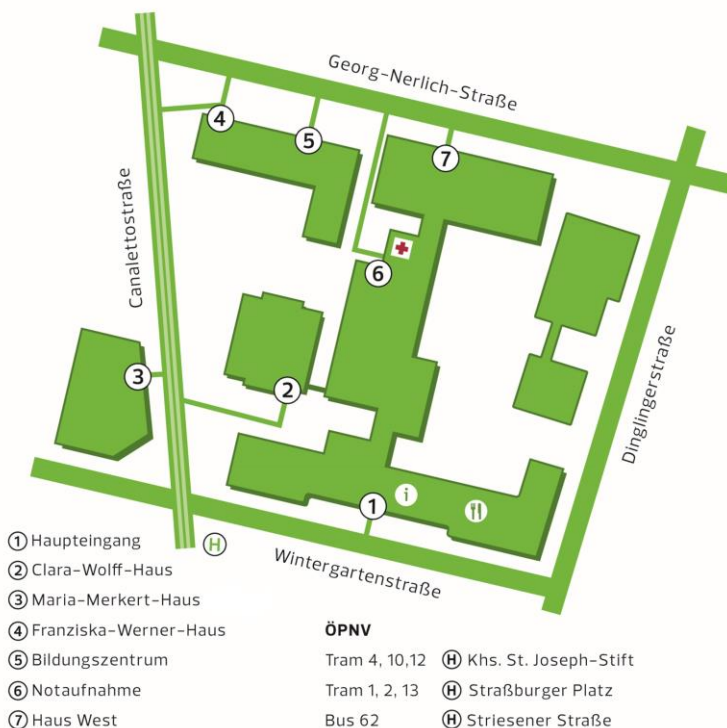 Georg-Nerlich-Straße
4
5
7
Canalettostraße
6
3
2
Dinglingerstraße
i
1
H
Wintergartenstraße
1 Haupteingang
2 Clara-Wolff-Haus
3 Maria-Merkert-Haus
4 Franziska-Werner-Haus
ÖPNV
5 Bildungszentrum
Tram 4, 10,12 H Khs. St. Joseph-Stift
6 Notaufnahme
Tram 1, 2, 13 H Straßburger Platz
7 Haus West
Bus 62 H Striesener Straße